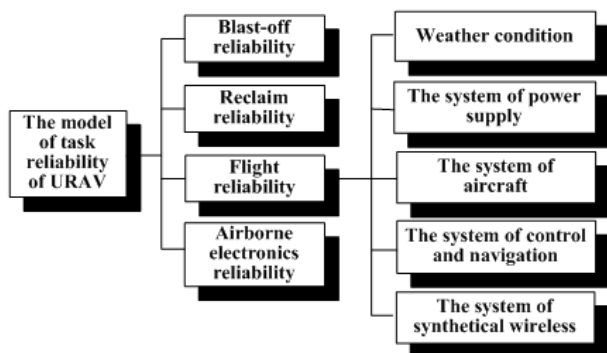 The model
of task
reliability
of URAV
Blast-off
reliability
Reclaim
reliability
Flight
reliability
Airborne
electronics
reliability
Weather condition
The system of power
supply
The system of
aircraft
The system of control
and navigation
The system of
synthetical wireless